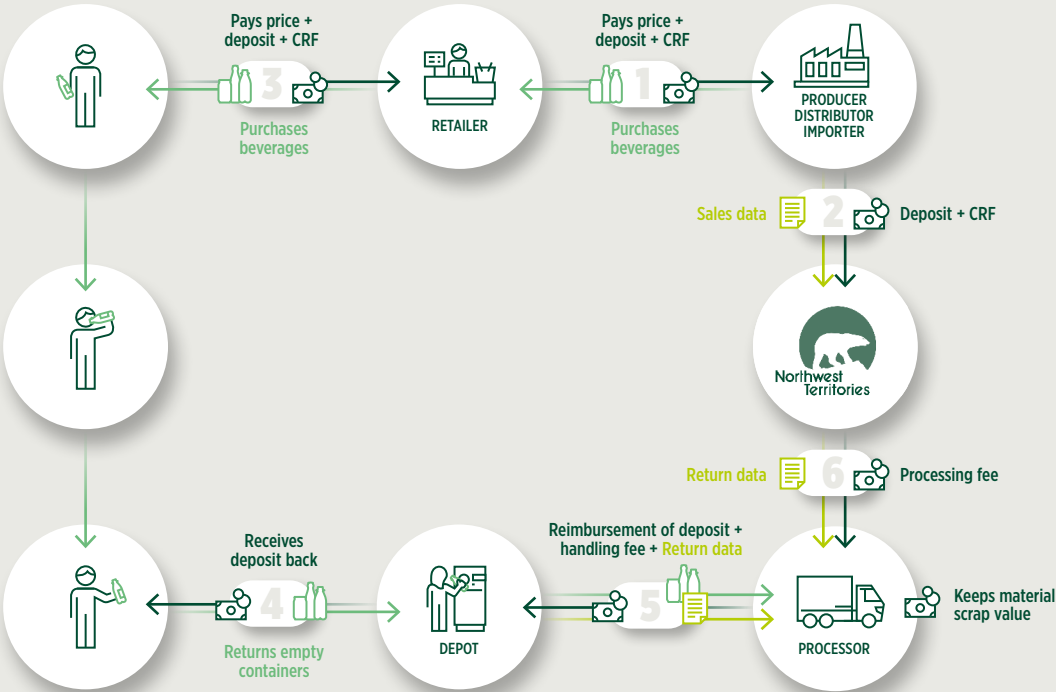 Pays price +
deposit + CRF
3
Purchases
beverages
RETAILER
Pays price +
deposit + CRF
1
Purchases
beverages
PRODUCER
DISTRIBUTOR
IMPORTER
Sales data
2
Deposit + CRF
Northwest
Territories
Return data
6
Processing fee
Receives
deposit back
4
Returns empty
containers
DEPOT
Reimbursement of deposit +
handling fee + Return data
5
PROCESSOR
Keeps material
scrap value